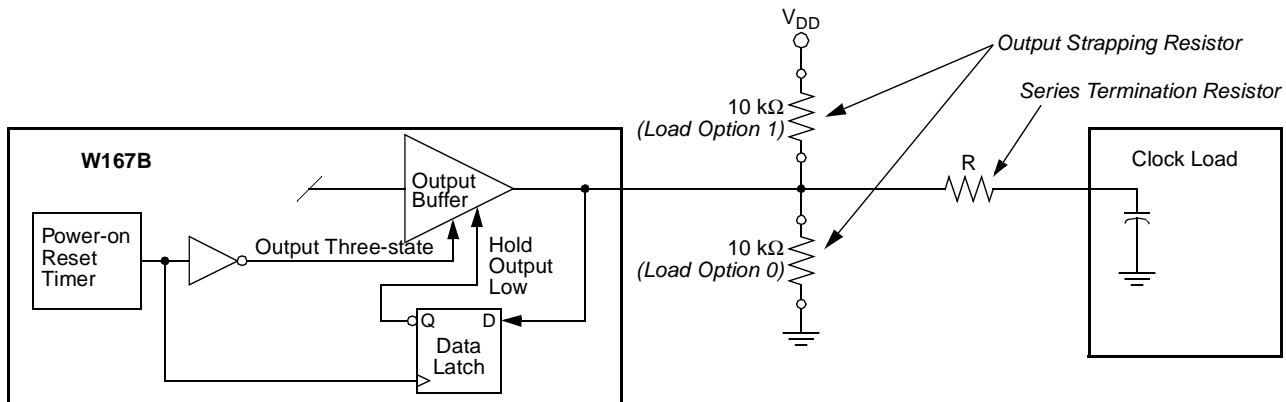 VDD
Output Strapping Resistor
Series Termination Resistor
10 kΩ
(Load Option 1)
W167B
Output
Buffer
R
Clock Load
Power-on
Reset
Timer
Output Three-state
Hold
Output
Low
10 kΩ
(Load Option 0)
Q D
Data
Latch